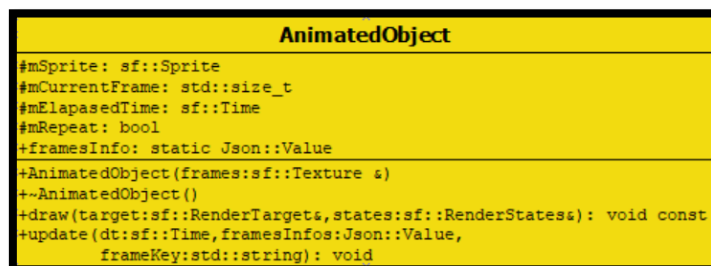 AnimatedObject
#mSprite: sf::Sprite
#mCurrentFrame: std::size_t
#mElapasedTime: sf::Time
#mRepeat: bool
+framesInfo: static Json::Value
+AnimatedObject(frames:sf::Texture &)
+~AnimatedObject()
+draw(target:sf::RenderTarget&,states:sf::RenderStates&): void const
+update(dt:sf::Time,framesInfos:Json::Value,
frameKey:std::string): void